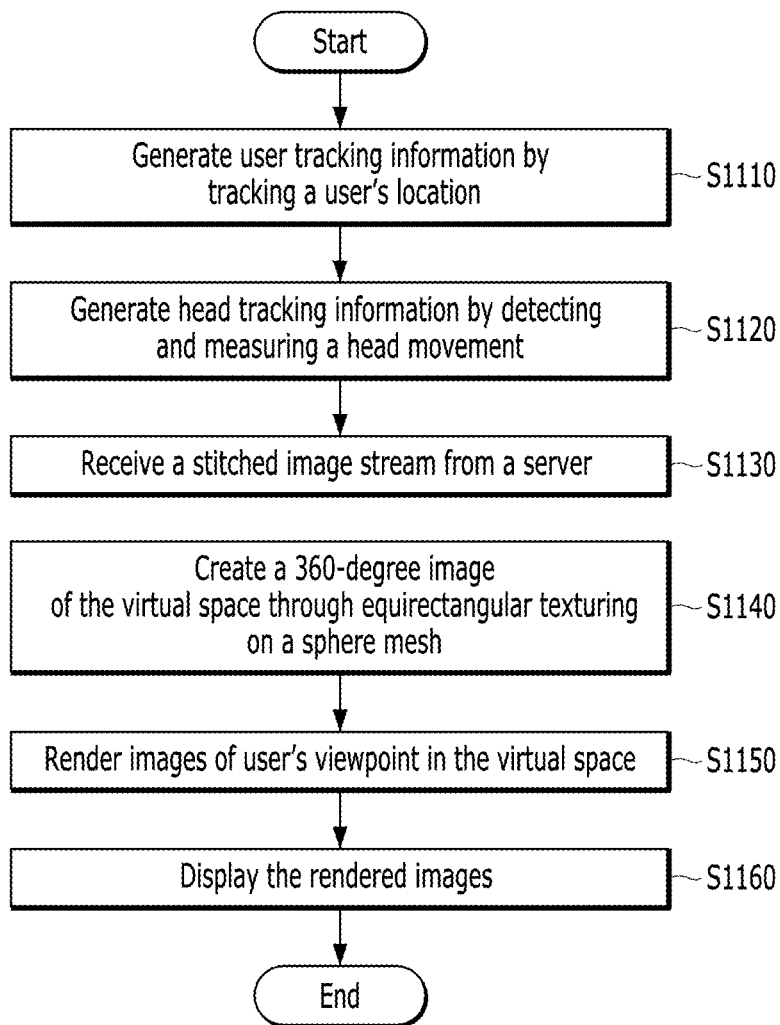 Start
Generate user tracking information by
tracking a user's location
S1110
Generate head tracking information by detecting
and measuring a head movement
S1120
Receive a stitched image stream from a server
S1130
Create a 360-degree image
of the virtual space through equirectangular texturing
on a sphere mesh
S1140
Render images of user's viewpoint in the virtual space
S1150
Display the rendered images
S1160
End